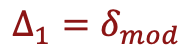 Δ₁ = δ_mod